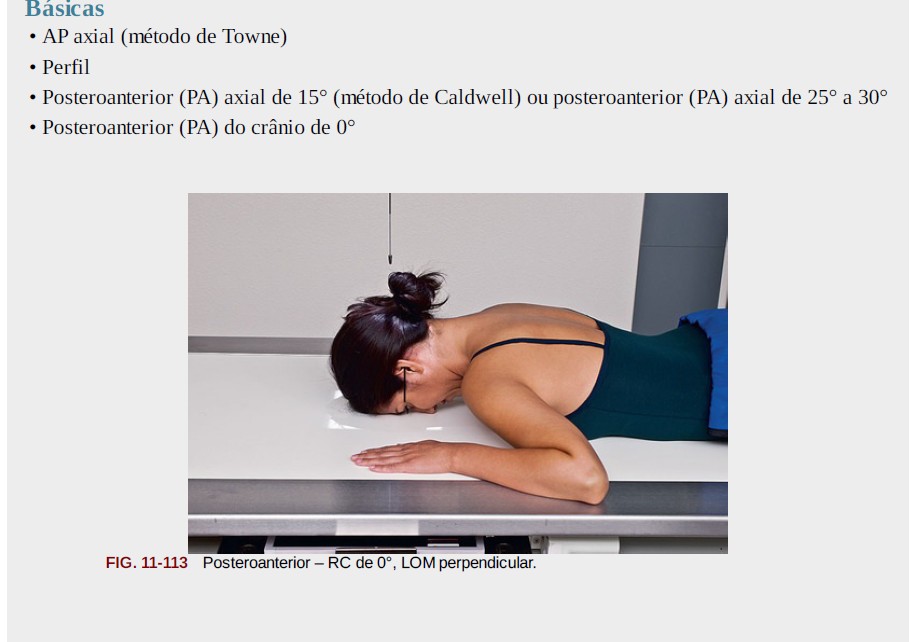 Básicas
• AP axial (método de Towne)
• Perfil
• Posteroanterior (PA) axial de 15° (método de Caldwell) ou posteroanterior (PA) axial de 25° a 30°
• Posteroanterior (PA) do crânio de 0°
FIG. 11-113 Posteroanterior – RC de 0°, LOM perpendicular.